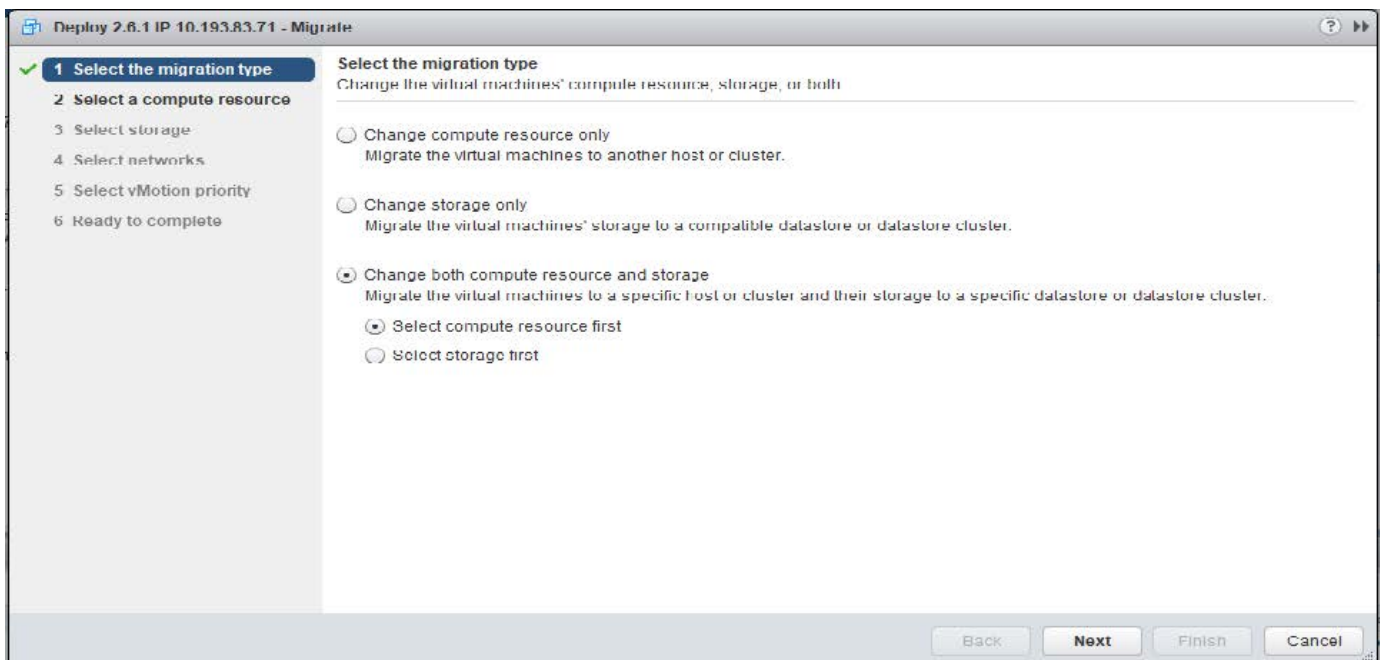 Deploy 2.6.1 IP 10.193.83.71 - Migrate
?
1 Select the migration type
2 Select a compute resource
3 Select storage
4 Select networks
5 Select vMotion priority
6 Ready to complete
Select the migration type
Change the virtual machines' compute resource, storage, or both
Change compute resource only
Migrate the virtual machines to another host or cluster.
Change storage only
Migrate the virtual machines' storage to a compatible datastore or datastore cluster.
Change both compute resource and storage
Migrate the virtual machines to a specific host or cluster and their storage to a specific datastore or datastore cluster.
Select compute resource first
Select storage first
Back Next Finish Cancel